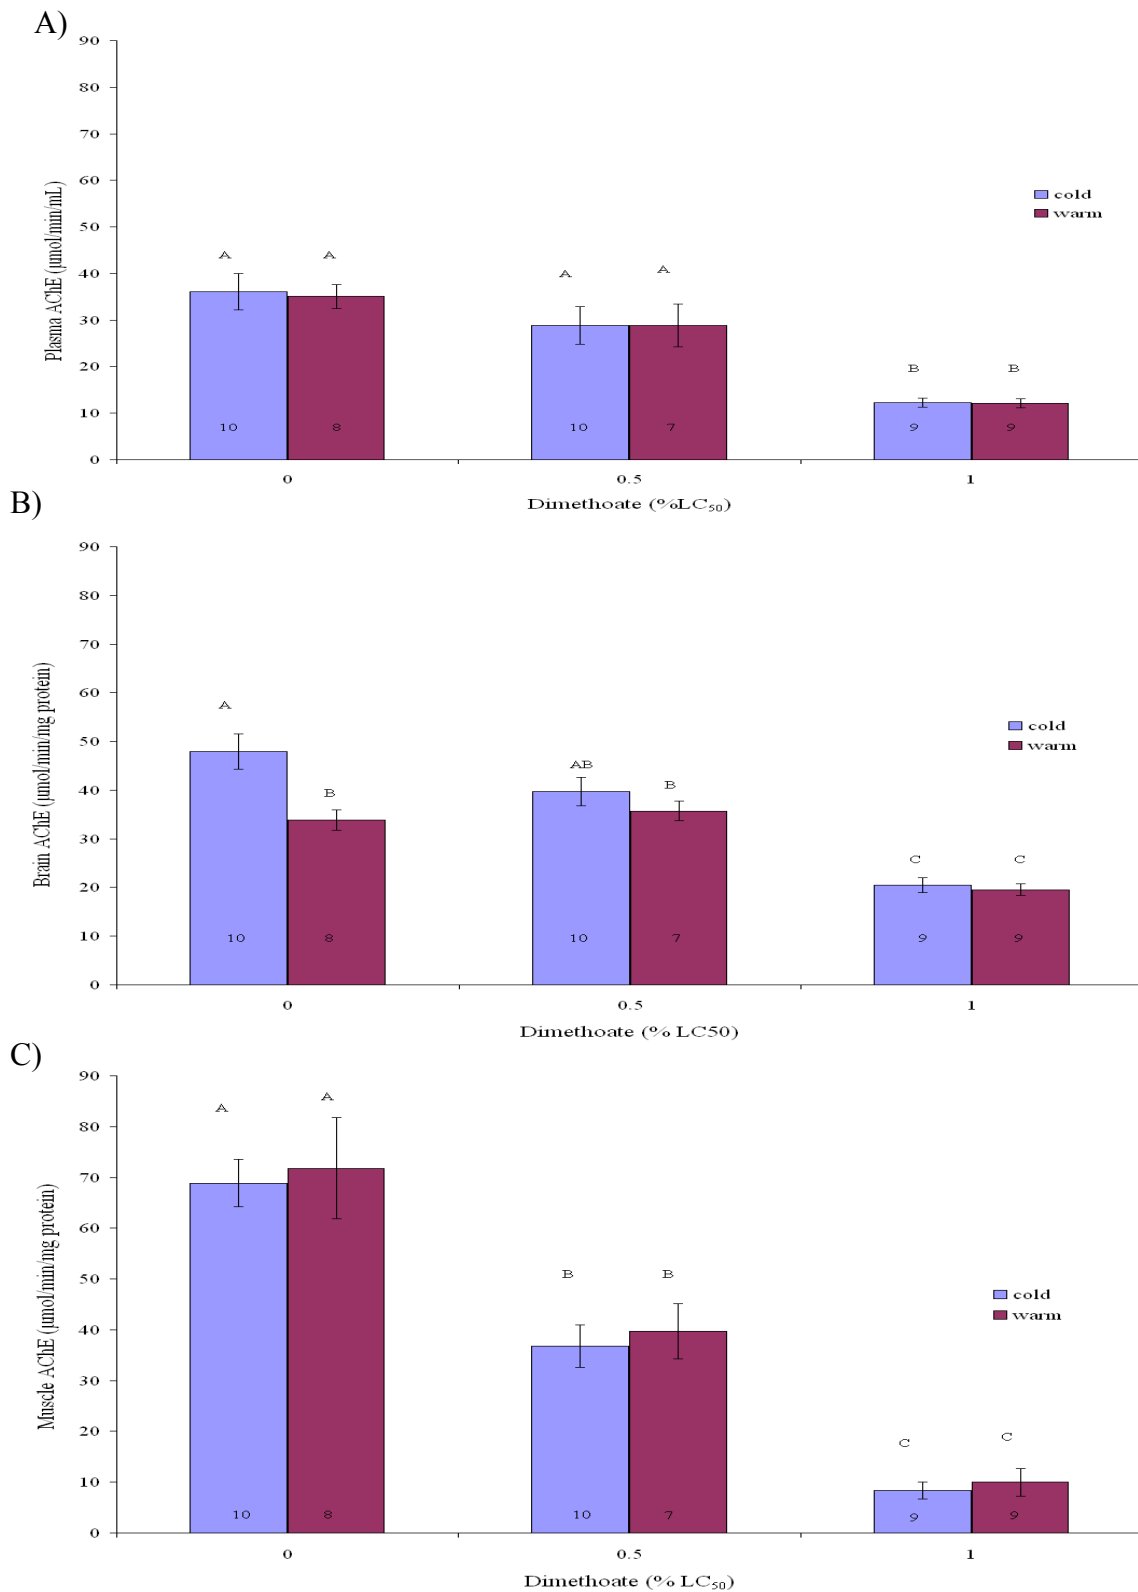 A)
90
80
70
60
50
40
30
20
10
0
Plasma AChE (μmol/min/mL)
cold
warm
A A A A B B
10 8 10 7 9 9
0 0.5 1
Dimethoate (%LC₅₀)
B)
90
80
70
60
50
40
30
20
10
0
Brain AChE (μmol/min/mg protein)
cold
warm
A B AB B C C
10 8 10 7 9 9
0 0.5 1
Dimethoate (% LC50)
C)
90
80
70
60
50
40
30
20
10
0
Muscle AChE (μmol/min/mg protein)
cold
warm
A A B B C C
10 8 10 7 9 9
0 0.5 1
Dimethoate (% LC₅₀)